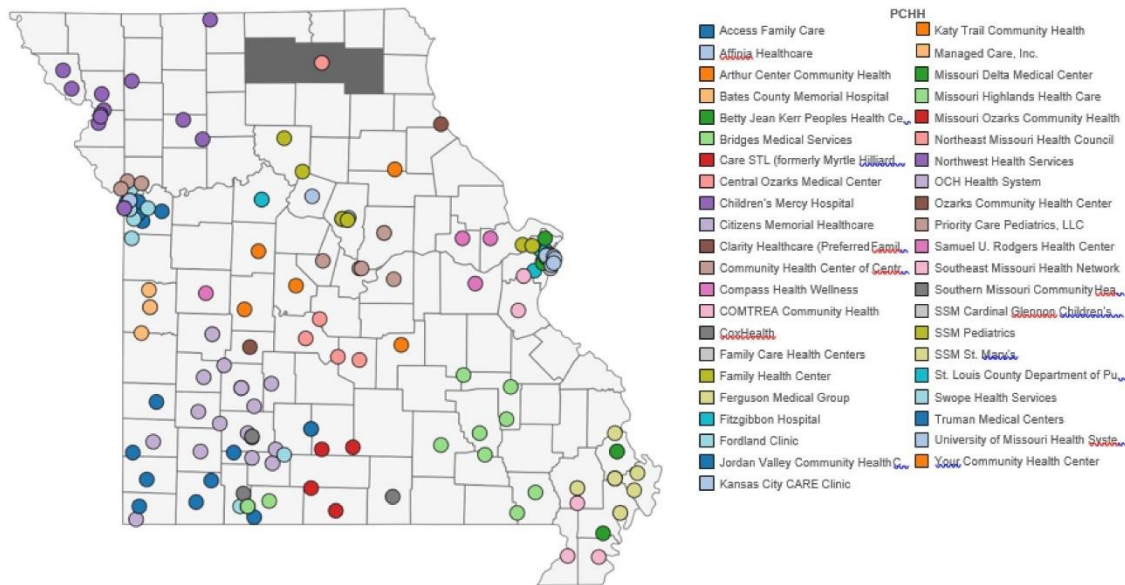 PCHH
Access Family Care
Affinia Healthcare
Arthur Center Community Health
Bates County Memorial Hospital
Betty Jean Kerr Peoples Health Ce..
Bridges Medical Services
Care STL (formerly Myrtle Hilliard..
Central Ozarks Medical Center
Children's Mercy Hospital
Citizens Memorial Healthcare
Clarity Healthcare (Preferred Famil..
Community Health Center of Centr..
Compass Health Wellness
COMTREA Community Health
CoxHealth
Family Care Health Centers
Family Health Center
Ferguson Medical Group
Fitzgibbon Hospital
Fordland Clinic
Jordan Valley Community Health C..
Kansas City CARE Clinic
Katy Trail Community Health
Managed Care, Inc.
Missouri Delta Medical Center
Missouri Highlands Health Care
Missouri Ozarks Community Health
Northeast Missouri Health Council
Northwest Health Services
OCH Health System
Ozarks Community Health Center
Priority Care Pediatrics, LLC
Samuel U. Rodgers Health Center
Southeast Missouri Health Network
Southern Missouri Community Hea..
SSM Cardinal Glennon Children's ..
SSM Pediatrics
SSM St. Mary's
St. Louis County Department of Pu..
Swope Health Services
Truman Medical Centers
University of Missouri Health Syste..
Your Community Health Center